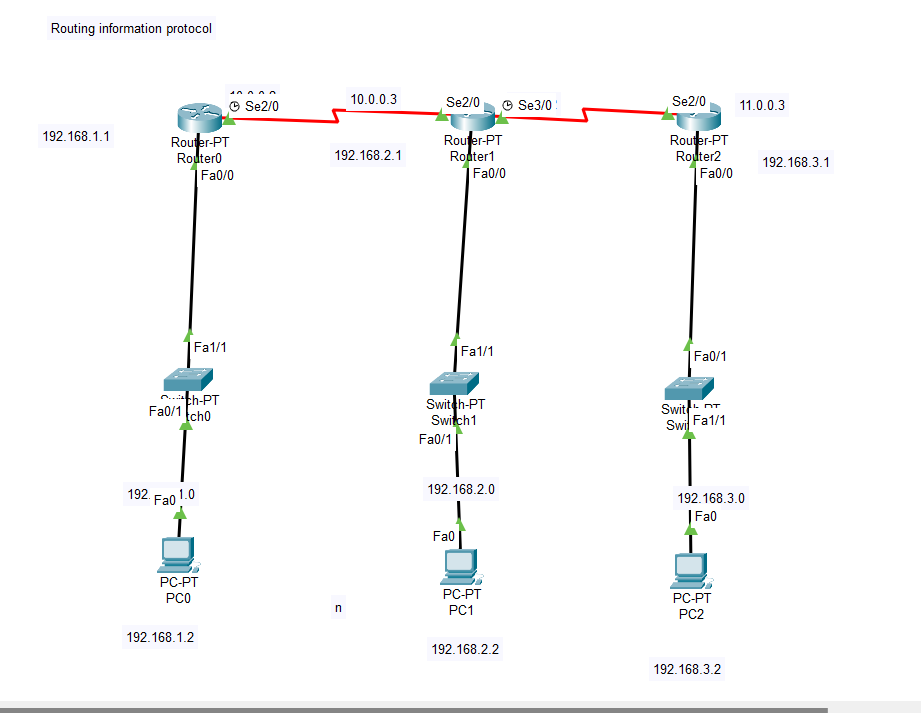 Routing information protocol
Se2/0
10.0.0.3
Se2/0
Se3/0
Se2/0
11.0.0.3
192.168.1.1
Router-PT
Router0
Fa0/0
192.168.2.1
Router-PT
Router1
Fa0/0
Router-PT
Router2
Fa0/0
192.168.3.1
Fa1/1
Fa1/1
Fa0/1
Fa0/1
Switch-PT
Switch1
Fa0/1
Fa1/1
192.
1.0
Fa0
192.168.2.0
192.168.3.0
Fa0
Fa0
PC-PT
PC0
PC-PT
PC1
PC-PT
PC2
n
192.168.1.2
192.168.2.2
192.168.3.2